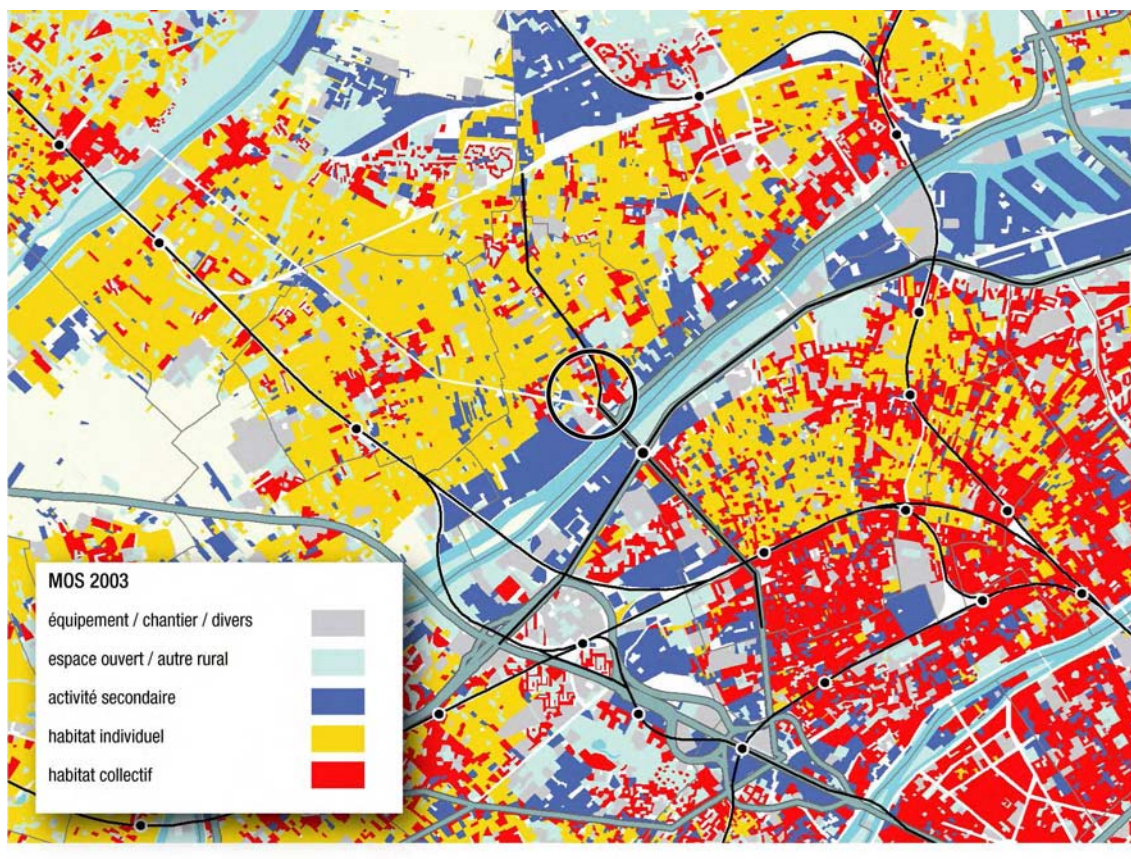 MOS 2003
équipement / chantier / divers
espace ouvert / autre rural
activité secondaire
habitat individuel
habitat collectif